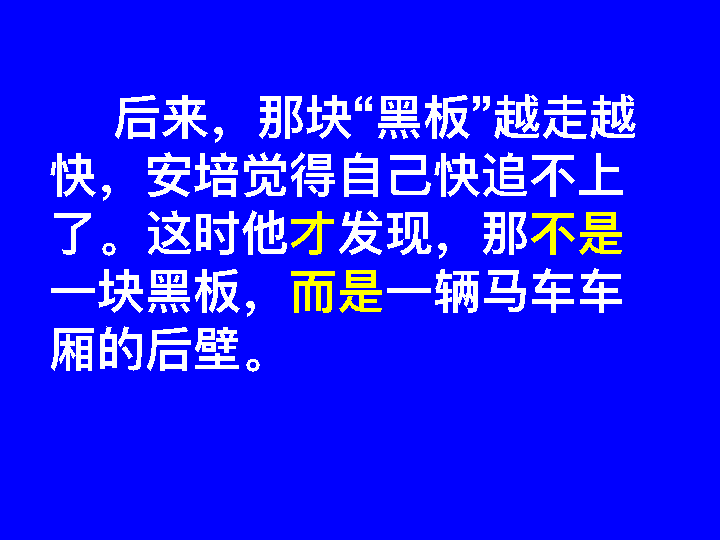 后来，那块“黑板”越走越
快，安培觉得自己快追不上
了。这时他才发现，那不是
一块黑板，而是一辆马车车
厢的后壁。